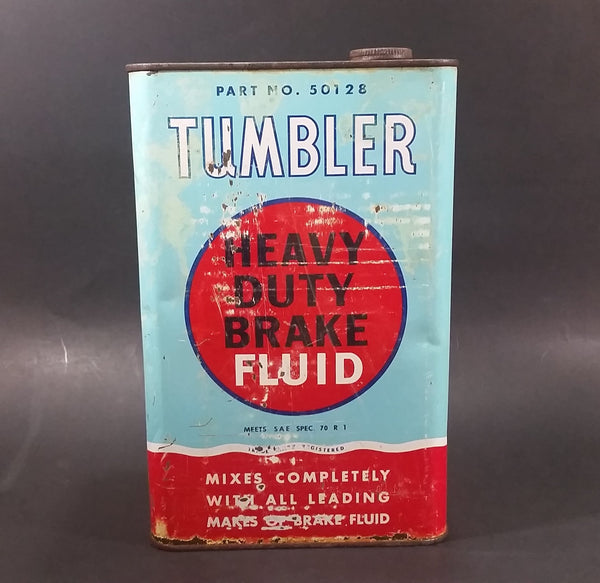 PART NO. 50128
TUMBLER
HEAVY
DUTY
BRAKE
FLUID
MEETS SAE SPEC. 70 R 1
REGISTERED
MIXES COMPLETELY
WITH ALL LEADING
MAKES OF BRAKE FLUID